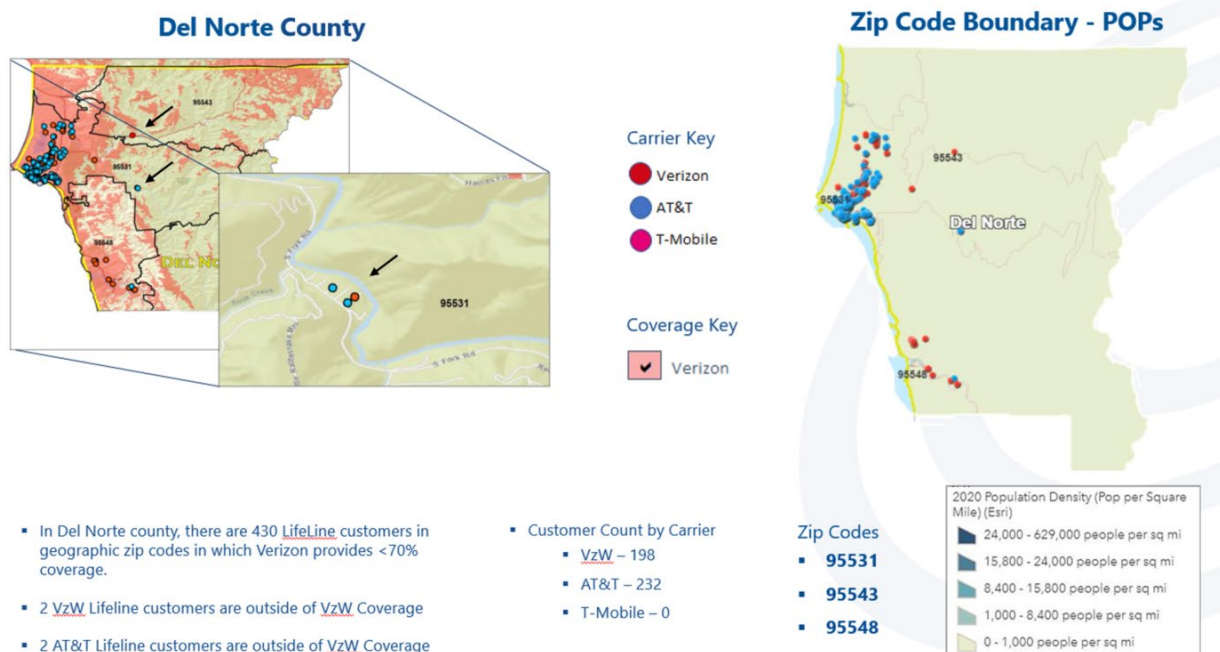 Del Norte County
95543
95531
95548
DEL NO
S Fork Rd
95531
S Fork Rd
Carrier Key
Verizon
AT&T
T-Mobile
Coverage Key
Verizon
Zip Code Boundary - POPs
95543
95531
Del Norte
95548
▪ In Del Norte county, there are 430 LifeLine customers in
geographic zip codes in which Verizon provides <70%
coverage.
▪ 2 VzW Lifeline customers are outside of VzW Coverage
▪ 2 AT&T Lifeline customers are outside of VzW Coverage
▪ Customer Count by Carrier
▪ VzW – 198
▪ AT&T – 232
▪ T-Mobile – 0
Zip Codes
▪ 95531
▪ 95543
▪ 95548
2020 Population Density (Pop per Square
Mile) (Esri)
24,000 - 629,000 people per sq mi
15,800 - 24,000 people per sq mi
8,400 - 15,800 people per sq mi
1,000 - 8,400 people per sq mi
0 - 1,000 people per sq mi